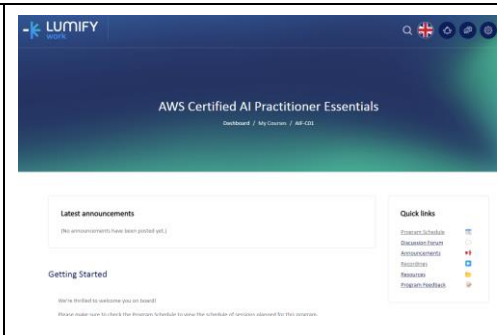 LUMIFY
work
AWS Certified AI Practitioner Essentials
Dashboard / My Courses / AIF-C01
Latest announcements
(No announcements have been posted yet.)
Quick links
Program Schedule
Discussion Forum
Announcements
Recordings
Resources
Program Feedback
Getting Started
We're thrilled to welcome you on board!
Please make sure to check the Program Schedule to view the schedule of sessions planned for this program.